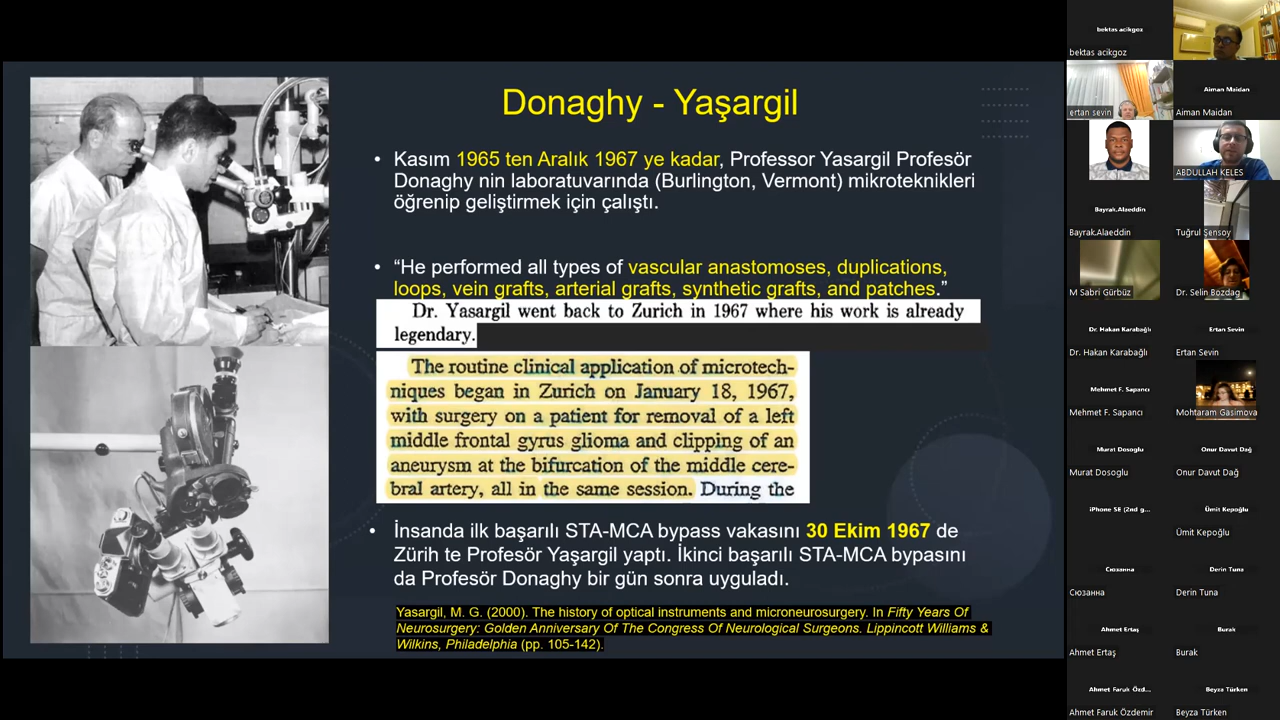 Donaghy - Yaşargil
• Kasım 1965 ten Aralık 1967 ye kadar, Professor Yasargil Profesör
Donaghy nin laboratuvarında (Burlington, Vermont) mikroteknikleri
öğrenip geliştirmek için çalıştı.
• “He performed all types of vascular anastomoses, duplications,
loops, vein grafts, arterial grafts, synthetic grafts, and patches.”
Dr. Yasargil went back to Zurich in 1967 where his work is already
legendary.
The routine clinical application of microtech-
niques began in Zurich on January 18, 1967,
with surgery on a patient for removal of a left
middle frontal gyrus glioma and clipping of an
aneurysm at the bifurcation of the middle cere-
bral artery, all in the same session. During the
• İnsanda ilk başarılı STA-MCA bypass vakasını 30 Ekim 1967 de
Zürih te Profesör Yaşargil yaptı. İkinci başarılı STA-MCA bypasını
da Profesör Donaghy bir gün sonra uyguladı.
Yasargil, M. G. (2000). The history of optical instruments and microneurosurgery. In Fifty Years Of
Neurosurgery: Golden Anniversary Of The Congress Of Neurological Surgeons. Lippincott Williams &
Wilkins, Philadelphia (pp. 105-142).
bektas acikgoz
bektas acikgoz
ertan sevin
Aiman Maidan
Aiman Maidan
ABDULLAH KELES
Bayrak.Alaeddin
Bayrak.Alaeddin
Tuğrul Şensoy
M Sabri Gürbüz
Dr. Selin Bozdag
Dr. Hakan Karabağlı
Dr. Hakan Karabağlı
Ertan Sevin
Ertan Sevin
Mehmet F. Sapancı
Mehmet F. Sapancı
Mohtaram Gasimova
Murat Dosoglu
Murat Dosoglu
Onur Davut Dağ
Onur Davut Dağ
iPhone SE (2nd g...
Ümit Kepoğlu
Ümit Kepoğlu
Сюзанна
Сюзанна
Derin Tuna
Derin Tuna
Ahmet Ertaş
Ahmet Ertaş
Burak
Burak
Ahmet Faruk Özd...
Ahmet Faruk Özdemir
Beyza Türken
Beyza Türken